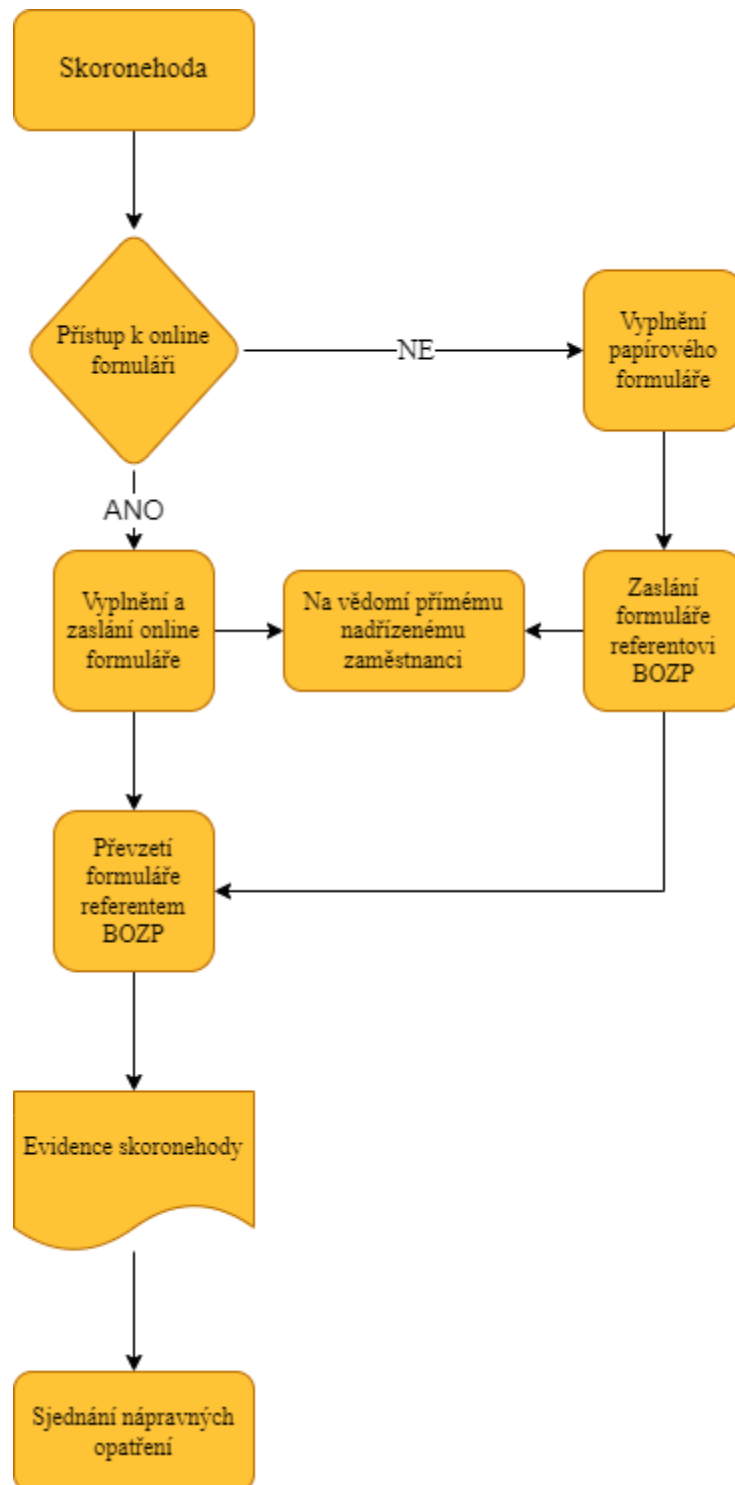 Skoronehoda
Přístup k online
fornuláři
NE
Vyplnění
papírového
formuláře
ANO
Vyplnění a
zaslání online
formuláře
Na vědomí přímému
nadřízenému
zaměstnanci
Zaslání
formuláře
referentovi
BOZP
Převzetí
formuláře
referentem
BOZP
Evidence skoronehody
Sjednání nápravných
opatření